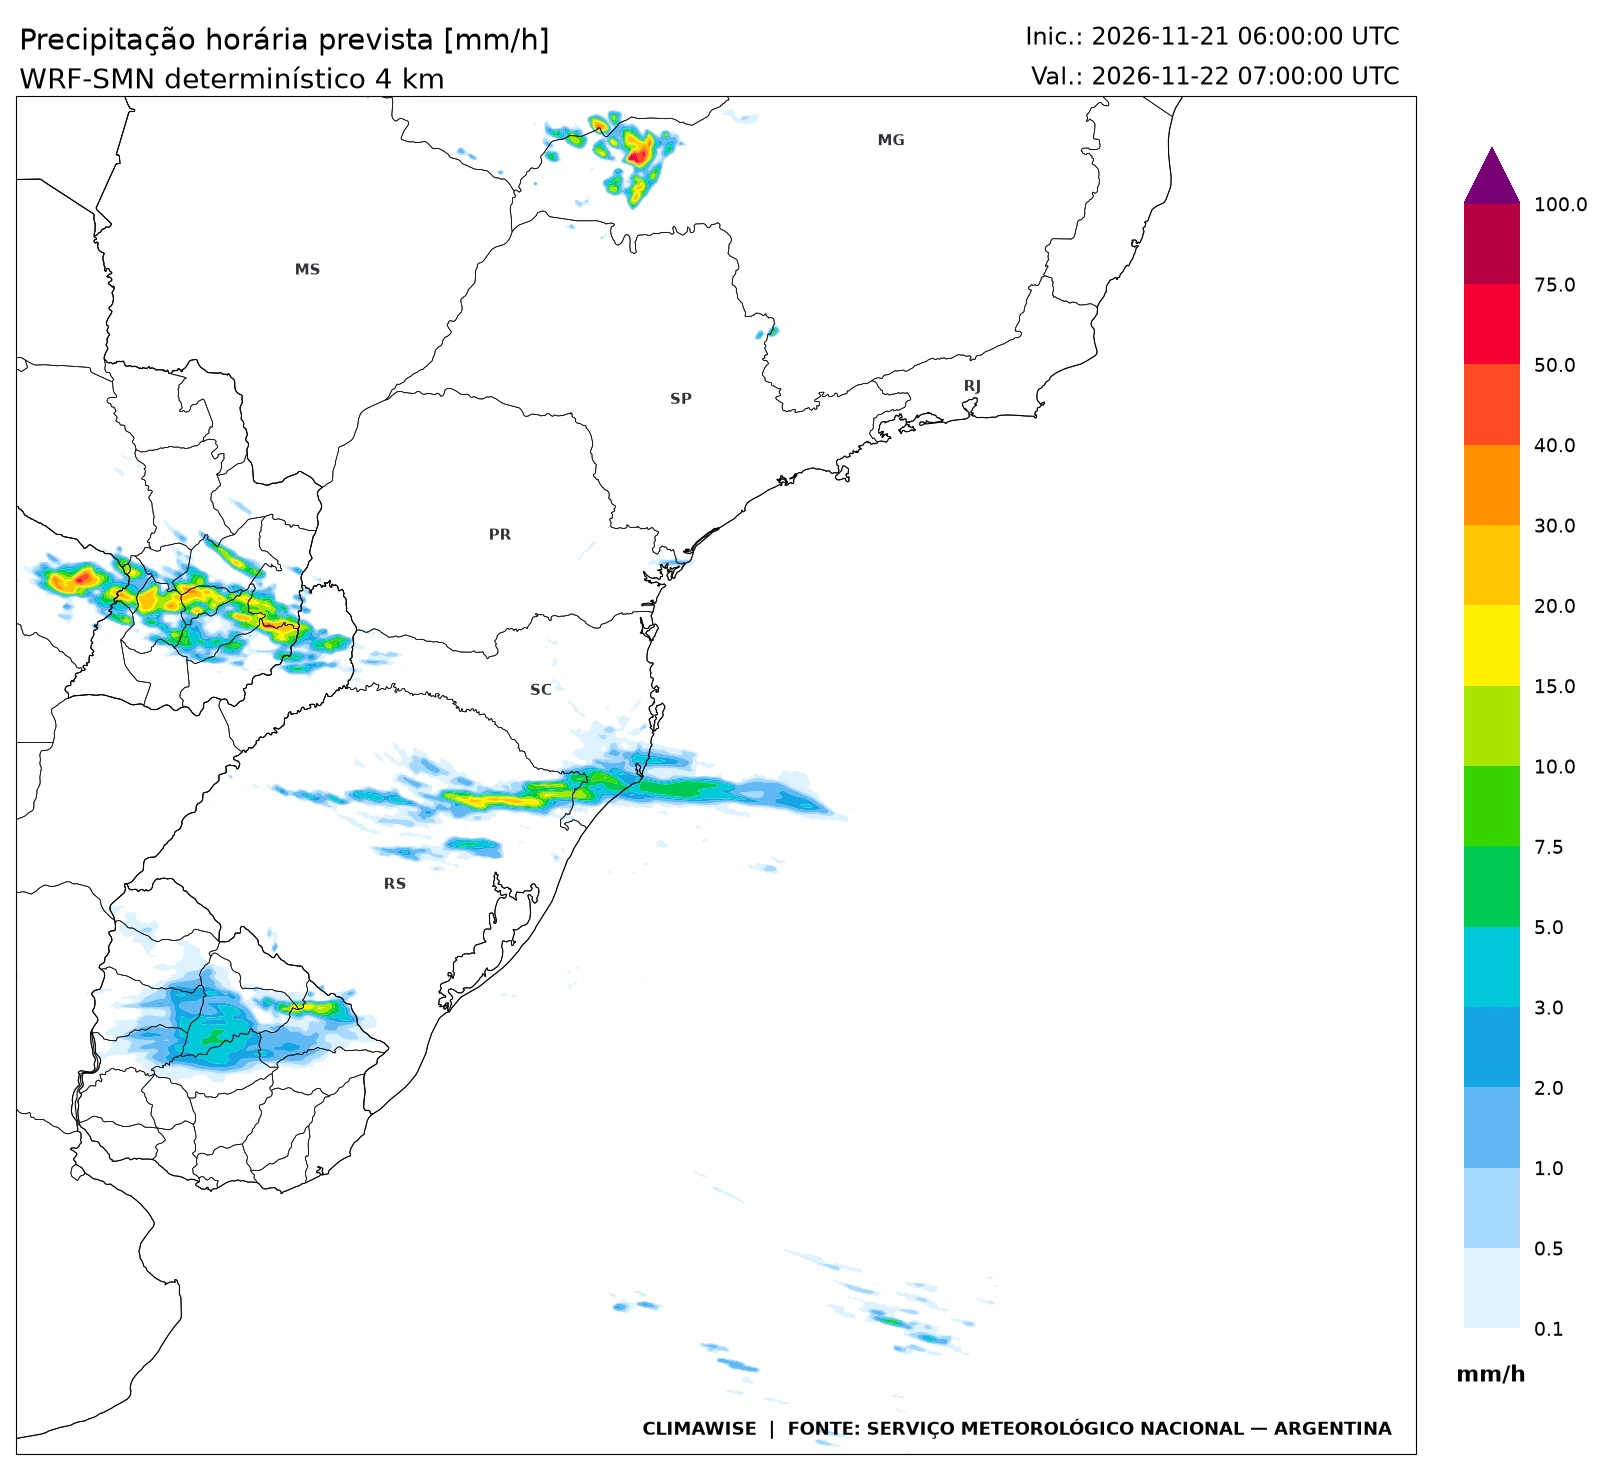 Precipitação horária prevista [mm/h]
WRF-SMN determinístico 4 km
Inic.: 2026-11-21 06:00:00 UTC
Val.: 2026-11-22 07:00:00 UTC
MG
MS
RJ
SP
PR
SC
RS
100.0
75.0
50.0
40.0
30.0
20.0
15.0
10.0
7.5
5.0
3.0
2.0
1.0
0.5
0.1
mm/h
CLIMAWISE | FONTE: SERVIÇO METEOROLÓGICO NACIONAL — ARGENTINA